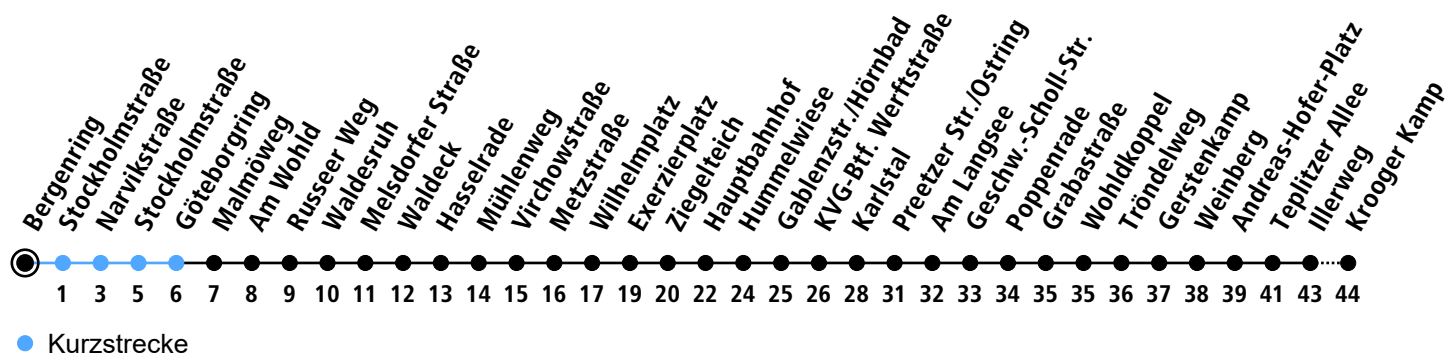 Bergenring
Stockholmstraße
Narvikstraße
Stockholmstraße
Göteborgring
Malmöweg
Am Wohld
Russeer Weg
Waldesruh
Melsdorfer Straße
Waldeck
Hasselrade
Mühlenweg
Virchowstraße
Metzstraße
Wilhelmplatz
Exerzierplatz
Ziegelteich
Hauptbahnhof
Hummelwiese
Gablenzstr./Hörnbad
KVG-Btf. Werftstraße
Karlstal
Preetzer Str./Ostring
Am Langsee
Geschw.-Scholl-Str.
Poppenrade
Grabastraße
Wohldkoppel
Tröndelweg
Gerstenkamp
Weinberg
Andreas-Hofer-Platz
Teplitzer Allee
Illerweg
Krooger Kamp
1 3 5 6 7 8 9 10 11 12 13 14 15 16 17 19 20 22 24 25 26 28 31 32 33 34 35 35 36 37 38 39 41 43 44
Kurzstrecke